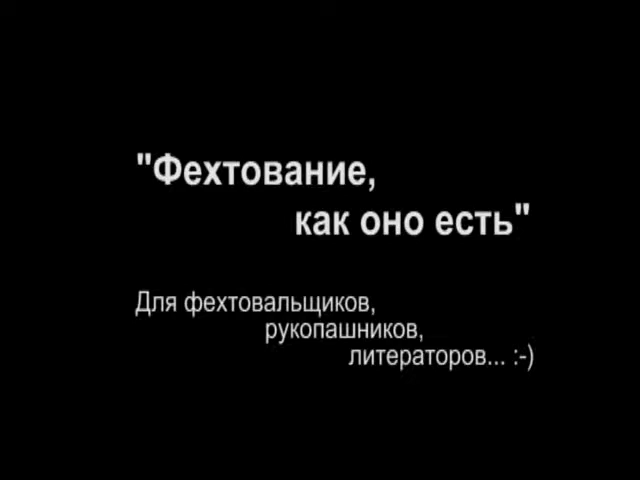 "Фехтование,
как оно есть"
Для фехтовальщиков,
рукопашников,
литераторов... :-)